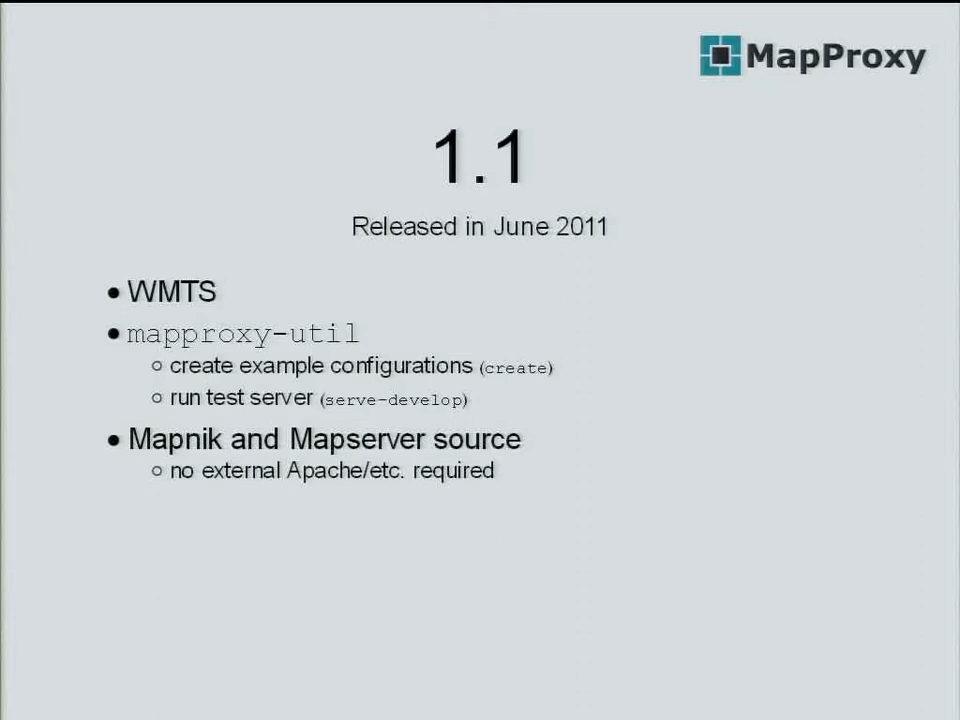 MapProxy
1.1
Released in June 2011
• WMTS
• mapproxy-util
○ create example configurations (create)
○ run test server (serve-develop)
• Mapnik and Mapserver source
○ no external Apache/etc. required